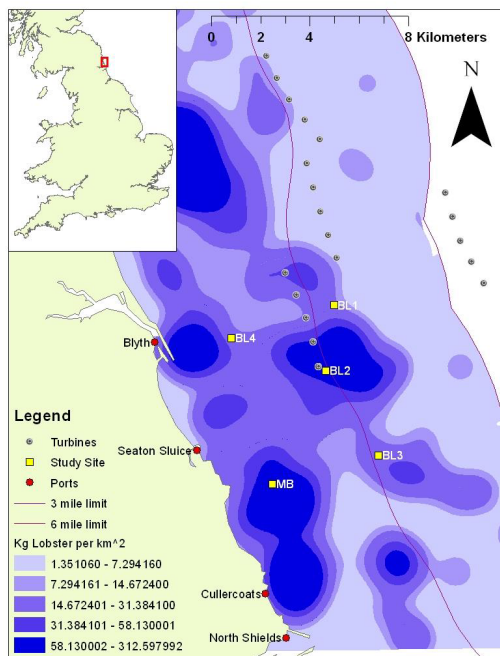 0 2 4 8 Kilometers
N
BL1
BL4
Blyth
BL2
Legend
Turbines
Seaton Sluice
BL3
Study Site
Ports
MB
3 mile limit
6 mile limit
Kg Lobster per km^2
1.351060 - 7.294160
7.294161 - 14.672400
14.672401 - 31.384100
Cullercoats
31.384101 - 58.130001
58.130002 - 312.597992
North Shields